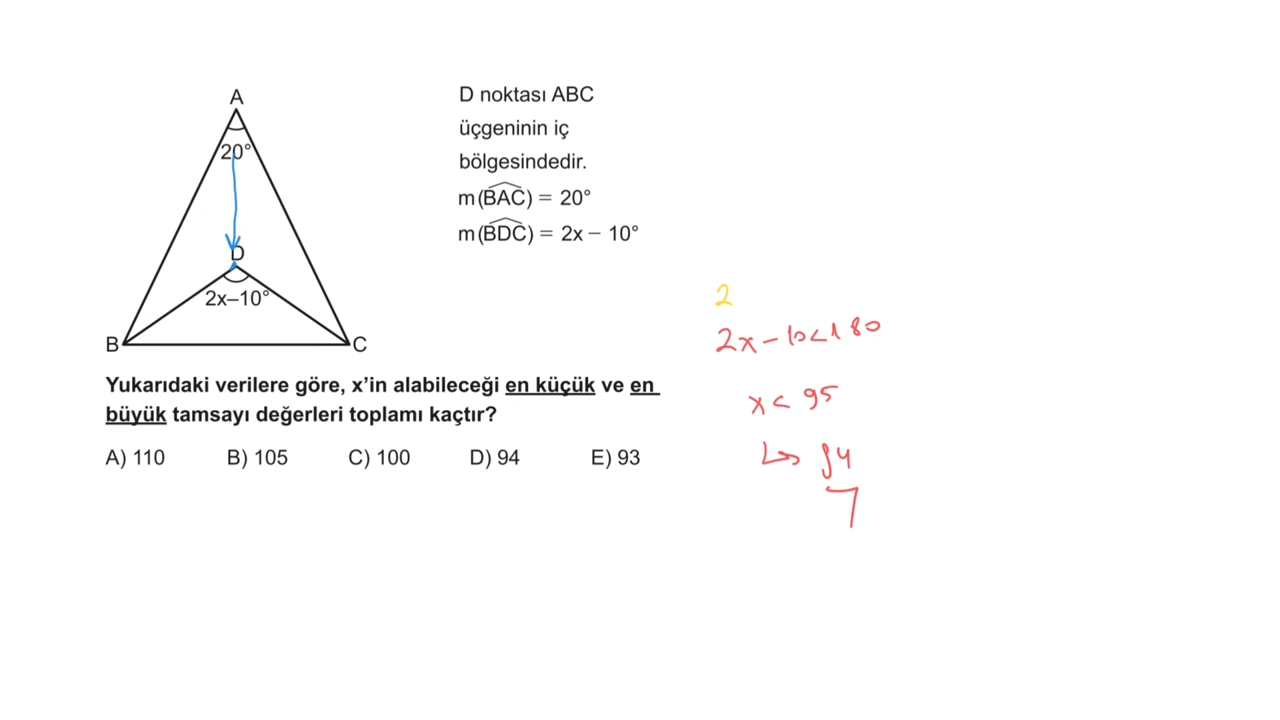 A
20°
D
2x–10°
B
C
D noktası ABC
üçgeninin iç
bölgesindedir.
m(BAC) = 20°
m(BDC) = 2x – 10°
Yukarıdaki verilere göre, x’in alabileceği en küçük ve en
büyük tamsayı değerleri toplamı kaçtır?
A) 110 B) 105 C) 100 D) 94 E) 93
2
2x – 10 < 180
x < 95
↳ 94
7